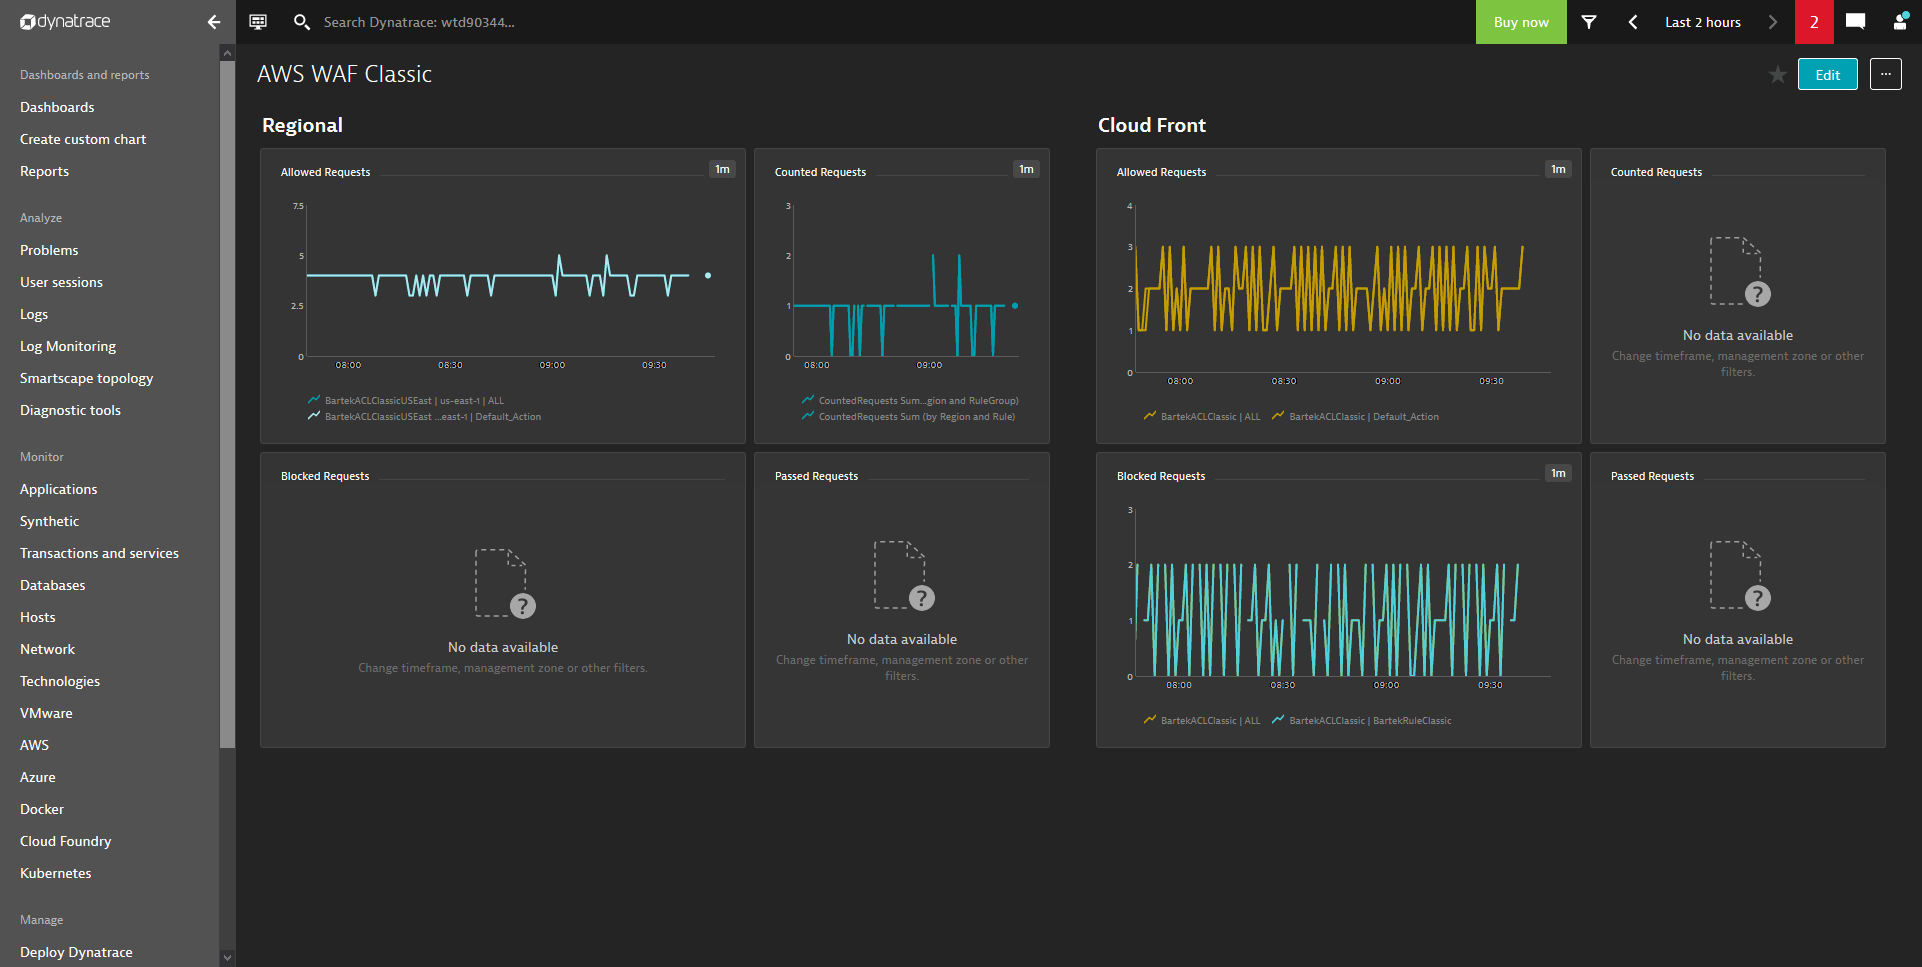 dynatrace
Search Dynatrace: wtd90344...
Buy now
Last 2 hours
2
Dashboards and reports
Dashboards
Create custom chart
Reports
Analyze
Problems
User sessions
Logs
Log Monitoring
Smartscape topology
Diagnostic tools
Monitor
Applications
Synthetic
Transactions and services
Databases
Hosts
Network
Technologies
VMware
AWS
Azure
Docker
Cloud Foundry
Kubernetes
Manage
Deploy Dynatrace
AWS WAF Classic
Edit
...
Regional
Allowed Requests
1m
7.5
5
2.5
0
08:00 08:30 09:00 09:30
BartekACLClassicUSEast | us-east-1 | ALL
BartekACLClassicUSEast ...east-1 | Default_Action
Counted Requests
1m
3
2
1
0
08:00 09:00
CountedRequests Sum...gion and RuleGroup)
CountedRequests Sum (by Region and Rule)
Blocked Requests
?
No data available
Change timeframe, management zone or other filters.
Passed Requests
?
No data available
Change timeframe, management zone or other
filters.
Cloud Front
Allowed Requests
1m
4
3
2
1
0
08:00 08:30 09:00 09:30
BartekACLClassic | ALL BartekACLClassic | Default_Action
Counted Requests
?
No data available
Change timeframe, management zone or other
filters.
Blocked Requests
1m
3
2
1
0
08:00 08:30 09:00 09:30
BartekACLClassic | ALL BartekACLClassic | BartekRuleClassic
Passed Requests
?
No data available
Change timeframe, management zone or other
filters.